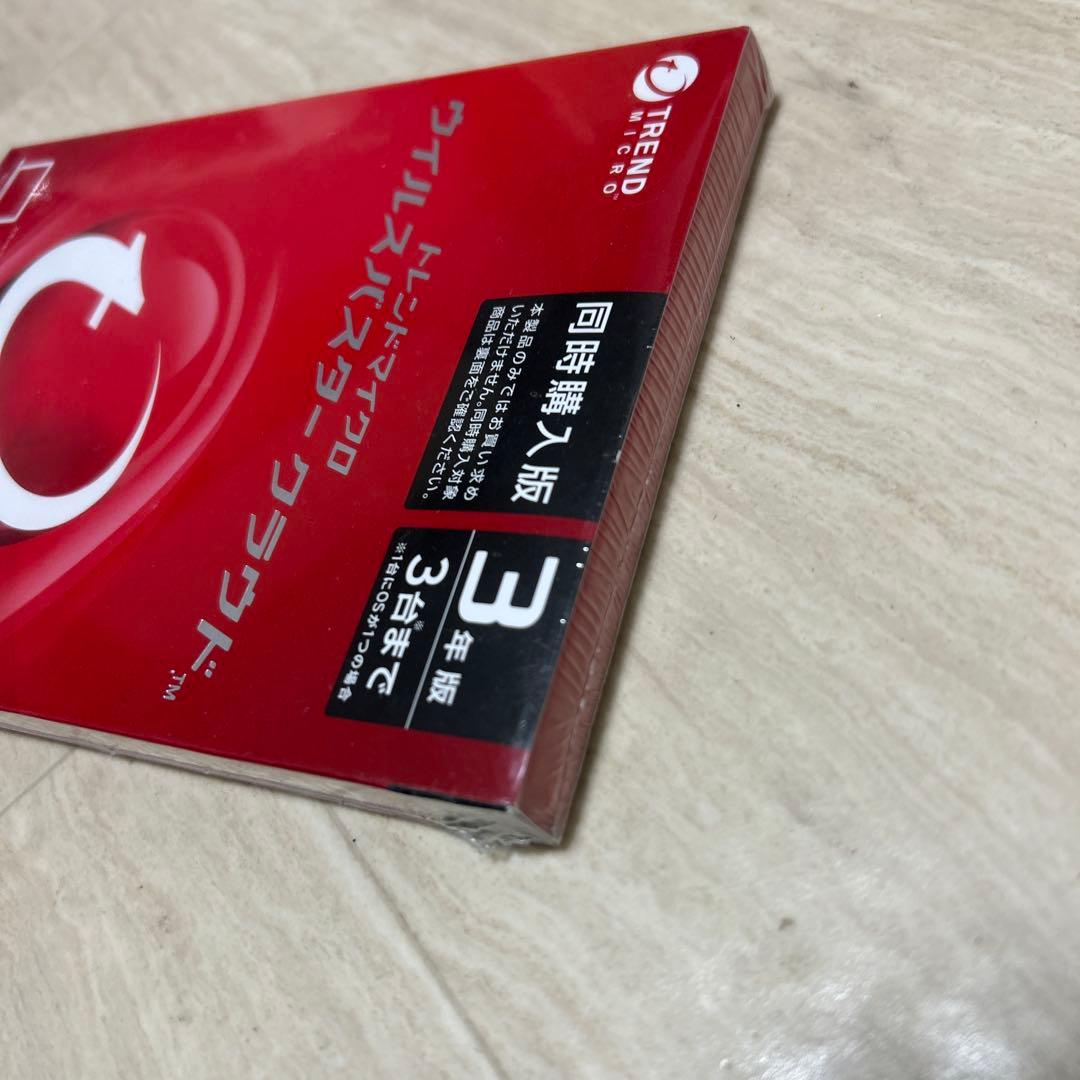 TREND
MICRO™
同時購入版
本製品のみではお買い求め
いただけません。同時購入対象
商品は裏面をご確認ください。
3年版
3台まで※
※1台にOSが1つの場合
トレンドマイクロ
ウイルスバスター クラウド™